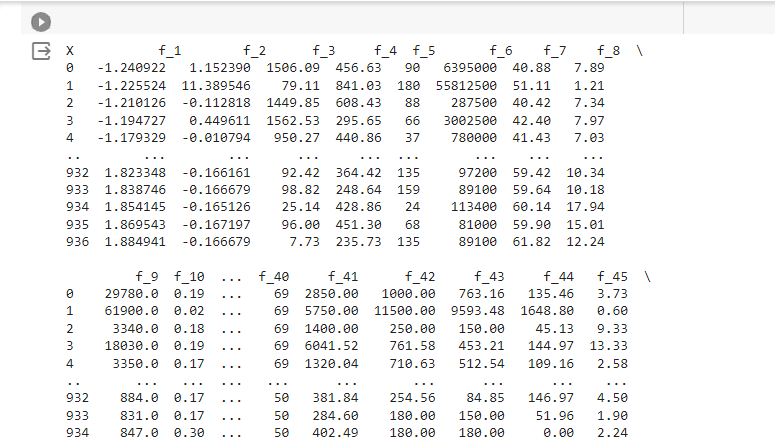 X f_1 f_2 f_3 f_4 f_5 f_6 f_7 f_8 \
0 -1.240922 1.152390 1506.09 456.63 90 6395000 40.88 7.89
1 -1.225524 11.389546 79.11 841.03 180 55812500 51.11 1.21
2 -1.210126 -0.112818 1449.85 608.43 88 287500 40.42 7.34
3 -1.194727 0.449611 1562.53 295.65 66 3002500 42.40 7.97
4 -1.179329 -0.010794 950.27 440.86 37 780000 41.43 7.03
.. ... ... ... ... ... ... ... ...
932 1.823348 -0.166161 92.42 364.42 135 97200 59.42 10.34
933 1.838746 -0.166679 98.82 248.64 159 89100 59.64 10.18
934 1.854145 -0.165126 25.14 428.86 24 113400 60.14 17.94
935 1.869543 -0.167197 96.00 451.30 68 81000 59.90 15.01
936 1.884941 -0.166679 7.73 235.73 135 89100 61.82 12.24
f_9 f_10 ... f_40 f_41 f_42 f_43 f_44 f_45 \
0 29780.0 0.19 ... 69 2850.00 1000.00 763.16 135.46 3.73
1 61900.0 0.02 ... 69 5750.00 11500.00 9593.48 1648.80 0.60
2 3340.0 0.18 ... 69 1400.00 250.00 150.00 45.13 9.33
3 18030.0 0.19 ... 69 6041.52 761.58 453.21 144.97 13.33
4 3350.0 0.17 ... 69 1320.04 710.63 512.54 109.16 2.58
.. ... ... ... ... ... ... ... ... ...
932 884.0 0.17 ... 50 381.84 254.56 84.85 146.97 4.50
933 831.0 0.17 ... 50 284.60 180.00 150.00 51.96 1.90
934 847.0 0.30 ... 50 402.49 180.00 180.00 0.00 2.24